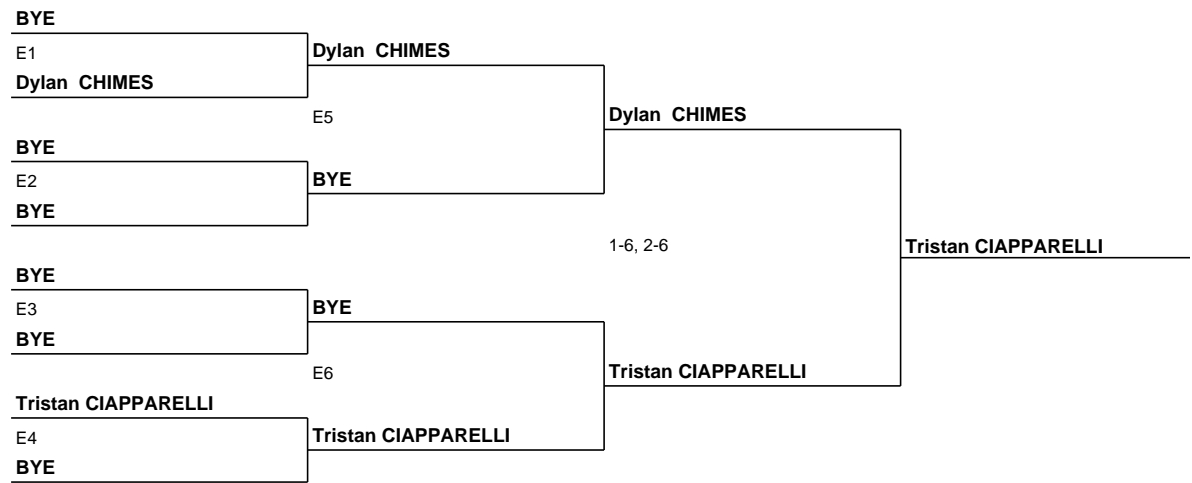 BYE
E1
Dylan CHIMES
Dylan CHIMES
E5
Dylan CHIMES
BYE
E2
BYE
BYE
1-6, 2-6
Tristan CIAPPARELLI
BYE
E3
BYE
BYE
E6
Tristan CIAPPARELLI
Tristan CIAPPARELLI
E4
Tristan CIAPPARELLI
BYE